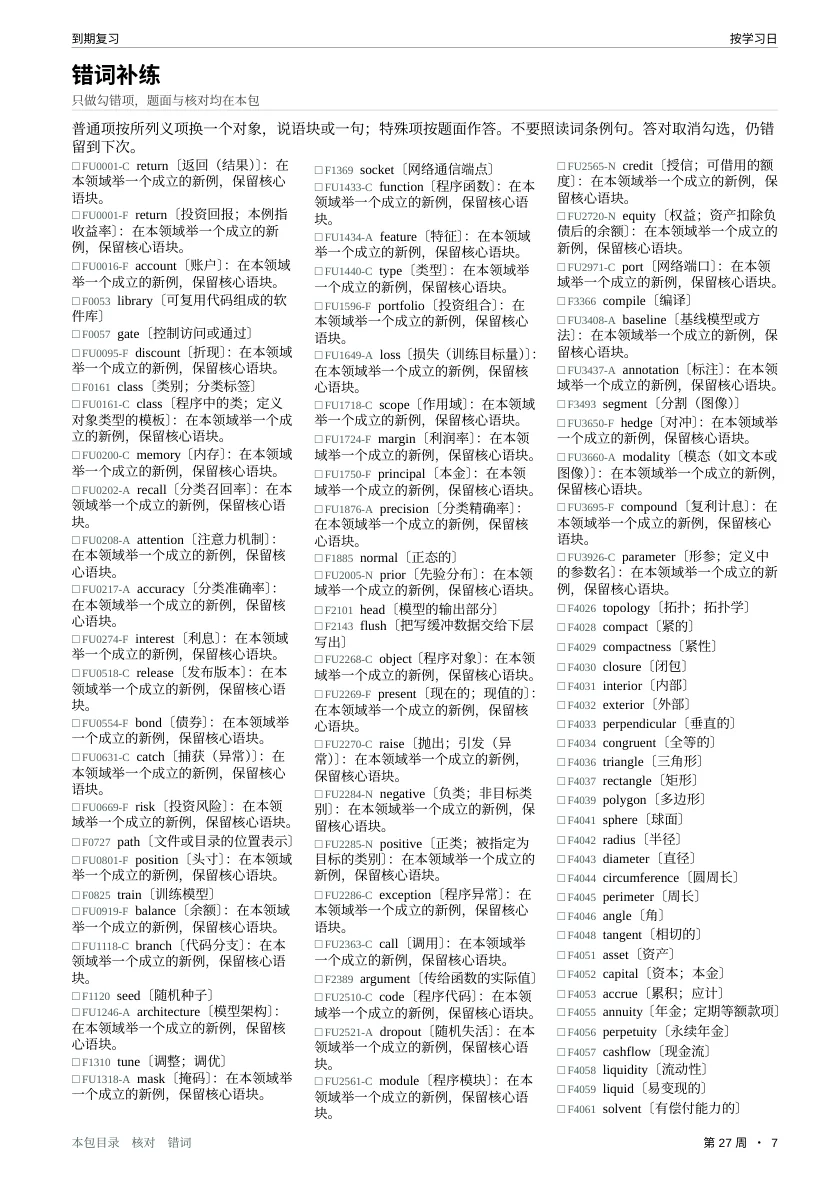 到期复习
按学习日
错词补练
只做勾错项，题面与核对均在本包
普通项按所列义项换一个对象，说语块或一句；特殊项按题面作答。不要照读词条例句。答对取消勾选，仍错
留到下次。
□FU0001-C return〔返回（结果）〕：在
本领域举一个成立的新例，保留核心
语块。
□FU0001-F return〔投资回报；本例指
收益率〕：在本领域举一个成立的新
例，保留核心语块。
□FU0016-F account〔账户〕：在本领域
举一个成立的新例，保留核心语块。
□F0053 library〔可复用代码组成的软
件库〕
□F0057 gate〔控制访问或通过〕
□FU0095-F discount〔折现〕：在本领域
举一个成立的新例，保留核心语块。
□F0161 class〔类别；分类标签〕
□FU0161-C class〔程序中的类；定义
对象类型的模板〕：在本领域举一个成
立的新例，保留核心语块。
□FU0200-C memory〔内存〕：在本领域
举一个成立的新例，保留核心语块。
□FU0202-A recall〔分类召回率〕：在本
领域举一个成立的新例，保留核心语
块。
□FU0208-A attention〔注意力机制〕：
在本领域举一个成立的新例，保留核
心语块。
□FU0217-A accuracy〔分类准确率〕：
在本领域举一个成立的新例，保留核
心语块。
□FU0274-F interest〔利息〕：在本领域
举一个成立的新例，保留核心语块。
□FU0518-C release〔发布版本〕：在本
领域举一个成立的新例，保留核心语
块。
□FU0554-F bond〔债券〕：在本领域举
一个成立的新例，保留核心语块。
□FU0631-C catch〔捕获（异常）〕：在
本领域举一个成立的新例，保留核心
语块。
□FU0669-F risk〔投资风险〕：在本领
域举一个成立的新例，保留核心语块。
□F0727 path〔文件或目录的位置表示〕
□FU0801-F position〔头寸〕：在本领域
举一个成立的新例，保留核心语块。
□F0825 train〔训练模型〕
□FU0919-F balance〔余额〕：在本领域
举一个成立的新例，保留核心语块。
□FU1118-C branch〔代码分支〕：在本
领域举一个成立的新例，保留核心语
块。
□F1120 seed〔随机种子〕
□FU1246-A architecture〔模型架构〕：
在本领域举一个成立的新例，保留核
心语块。
□F1310 tune〔调整；调优〕
□FU1318-A mask〔掩码〕：在本领域举
一个成立的新例，保留核心语块。
□F1369 socket〔网络通信端点〕
□FU1433-C function〔程序函数〕：在本
领域举一个成立的新例，保留核心语
块。
□FU1434-A feature〔特征〕：在本领域
举一个成立的新例，保留核心语块。
□FU1440-C type〔类型〕：在本领域举
一个成立的新例，保留核心语块。
□FU1596-F portfolio〔投资组合〕：在
本领域举一个成立的新例，保留核心
语块。
□FU1649-A loss〔损失（训练目标量）〕：
在本领域举一个成立的新例，保留核
心语块。
□FU1718-C scope〔作用域〕：在本领域
举一个成立的新例，保留核心语块。
□FU1724-F margin〔利润率〕：在本领
域举一个成立的新例，保留核心语块。
□FU1750-F principal〔本金〕：在本领
域举一个成立的新例，保留核心语块。
□FU1876-A precision〔分类精确率〕：
在本领域举一个成立的新例，保留核
心语块。
□F1885 normal〔正态的〕
□FU2005-N prior〔先验分布〕：在本领
域举一个成立的新例，保留核心语块。
□F2101 head〔模型的输出部分〕
□F2143 flush〔把写缓冲数据交给下层
写出〕
□FU2268-C object〔程序对象〕：在本领
域举一个成立的新例，保留核心语块。
□FU2269-F present〔现在的；现值的〕：
在本领域举一个成立的新例，保留核
心语块。
□FU2270-C raise〔抛出；引发（异
常）〕：在本领域举一个成立的新例，
保留核心语块。
□FU2284-N negative〔负类；非目标类
别〕：在本领域举一个成立的新例，保
留核心语块。
□FU2285-N positive〔正类；被指定为
目标的类别〕：在本领域举一个成立的
新例，保留核心语块。
□FU2286-C exception〔程序异常〕：在
本领域举一个成立的新例，保留核心
语块。
□FU2363-C call〔调用〕：在本领域举
一个成立的新例，保留核心语块。
□F2389 argument〔传给函数的实际值〕
□FU2510-C code〔程序代码〕：在本领
域举一个成立的新例，保留核心语块。
□FU2521-A dropout〔随机失活〕：在本
领域举一个成立的新例，保留核心语
块。
□FU2561-C module〔程序模块〕：在本
领域举一个成立的新例，保留核心语
块。
□FU2565-N credit〔授信；可借用的额
度〕：在本领域举一个成立的新例，保
留核心语块。
□FU2720-N equity〔权益；资产扣除负
债后的余额〕：在本领域举一个成立的
新例，保留核心语块。
□FU2971-C port〔网络端口〕：在本领
域举一个成立的新例，保留核心语块。
□F3366 compile〔编译〕
□FU3408-A baseline〔基线模型或方
法〕：在本领域举一个成立的新例，保
留核心语块。
□FU3437-A annotation〔标注〕：在本领
域举一个成立的新例，保留核心语块。
□F3493 segment〔分割（图像）〕
□FU3650-F hedge〔对冲〕：在本领域举
一个成立的新例，保留核心语块。
□FU3660-A modality〔模态（如文本或
图像）〕：在本领域举一个成立的新例，
保留核心语块。
□FU3695-F compound〔复利计息〕：在
本领域举一个成立的新例，保留核心
语块。
□FU3926-C parameter〔形参；定义中
的参数名〕：在本领域举一个成立的新
例，保留核心语块。
□F4026 topology〔拓扑；拓扑学〕
□F4028 compact〔紧的〕
□F4029 compactness〔紧性〕
□F4030 closure〔闭包〕
□F4031 interior〔内部〕
□F4032 exterior〔外部〕
□F4033 perpendicular〔垂直的〕
□F4034 congruent〔全等的〕
□F4036 triangle〔三角形〕
□F4037 rectangle〔矩形〕
□F4039 polygon〔多边形〕
□F4041 sphere〔球面〕
□F4042 radius〔半径〕
□F4043 diameter〔直径〕
□F4044 circumference〔圆周长〕
□F4045 perimeter〔周长〕
□F4046 angle〔角〕
□F4048 tangent〔相切的〕
□F4051 asset〔资产〕
□F4052 capital〔资本；本金〕
□F4053 accrue〔累积；应计〕
□F4055 annuity〔年金；定期等额款项〕
□F4056 perpetuity〔永续年金〕
□F4057 cashflow〔现金流〕
□F4058 liquidity〔流动性〕
□F4059 liquid〔易变现的〕
□F4061 solvent〔有偿付能力的〕
本包目录 核对 错词
第 27 周 · 7